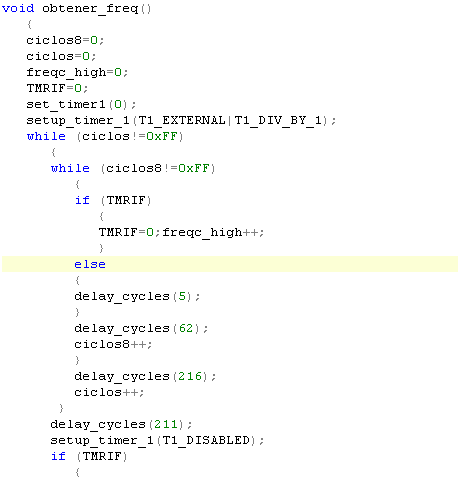 void obtener_freq()
{
ciclos8=0;
ciclos=0;
freqc_high=0;
TMRIF=0;
set_timer1(0);
setup_timer_1(T1_EXTERNAL|T1_DIV_BY_1);
while (ciclos!=0xFF)
{
while (ciclos8!=0xFF)
{
if (TMRIF)
{
TMRIF=0;freqc_high++;
}
else
{
delay_cycles(5);
}
delay_cycles(62);
ciclos8++;
}
delay_cycles(216);
ciclos++;
}
delay_cycles(211);
setup_timer_1(T1_DISABLED);
if (TMRIF)
{